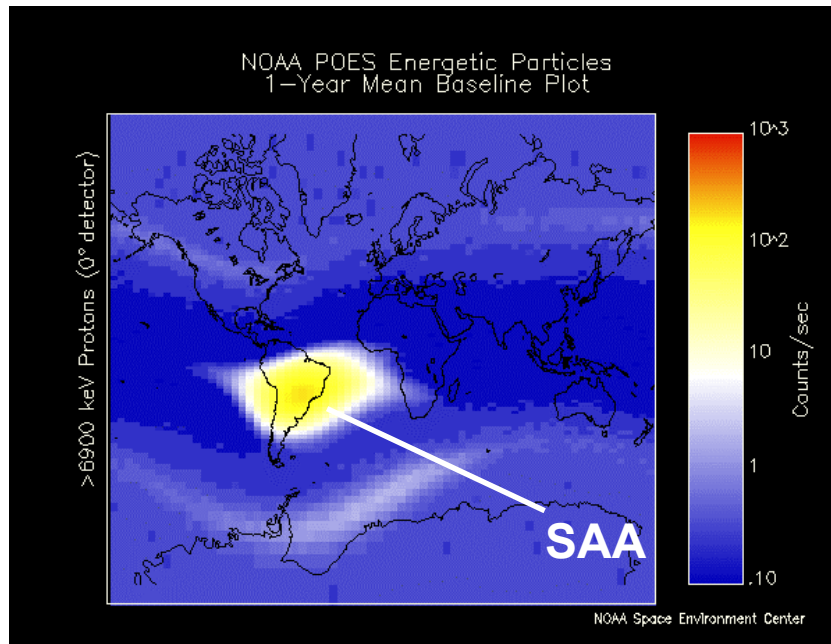 NOAA POES Energetic Particles
1-Year Mean Baseline Plot
>6900 keV Protons (0° detector)
10^3
10^2
10
1
.10
Counts/sec
SAA
NOAA Space Environment Center